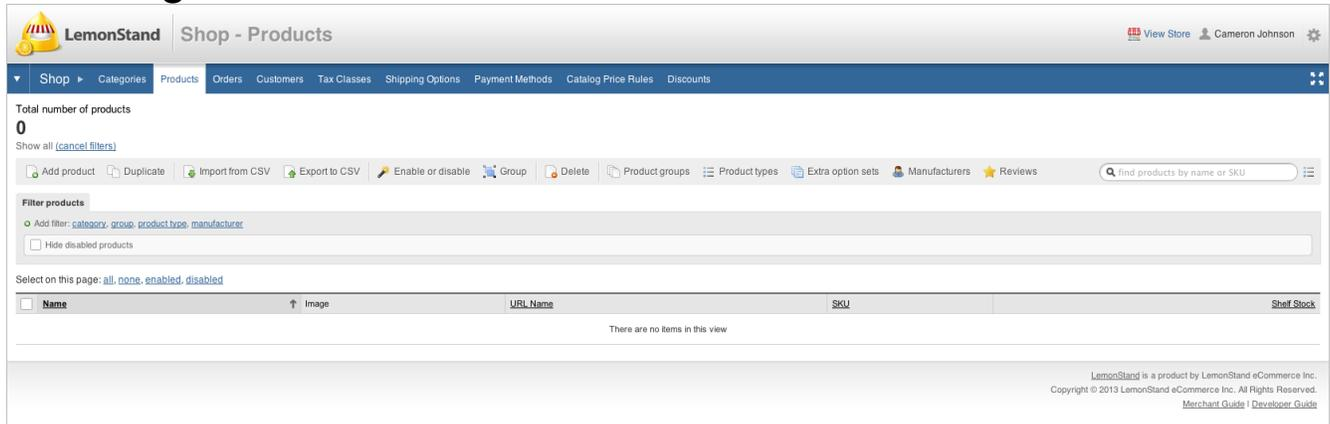 LemonStand Shop - Products View Store Cameron Johnson
Shop Categories Products Orders Customers Tax Classes Shipping Options Payment Methods Catalog Price Rules Discounts
Total number of products
0
Show all (cancel filters)
Add product Duplicate Import from CSV Export to CSV Enable or disable Group Delete Product groups Product types Extra option sets Manufacturers Reviews find products by name or SKU
Filter products
Add filter: category, group, product type, manufacturer
Hide disabled products
Select on this page: all, none, enabled, disabled
Name Image URL Name SKU Shelf Stock
There are no items in this view
LemonStand is a product by LemonStand eCommerce Inc.
Copyright © 2013 LemonStand eCommerce Inc. All Rights Reserved.
Merchant Guide | Developer Guide